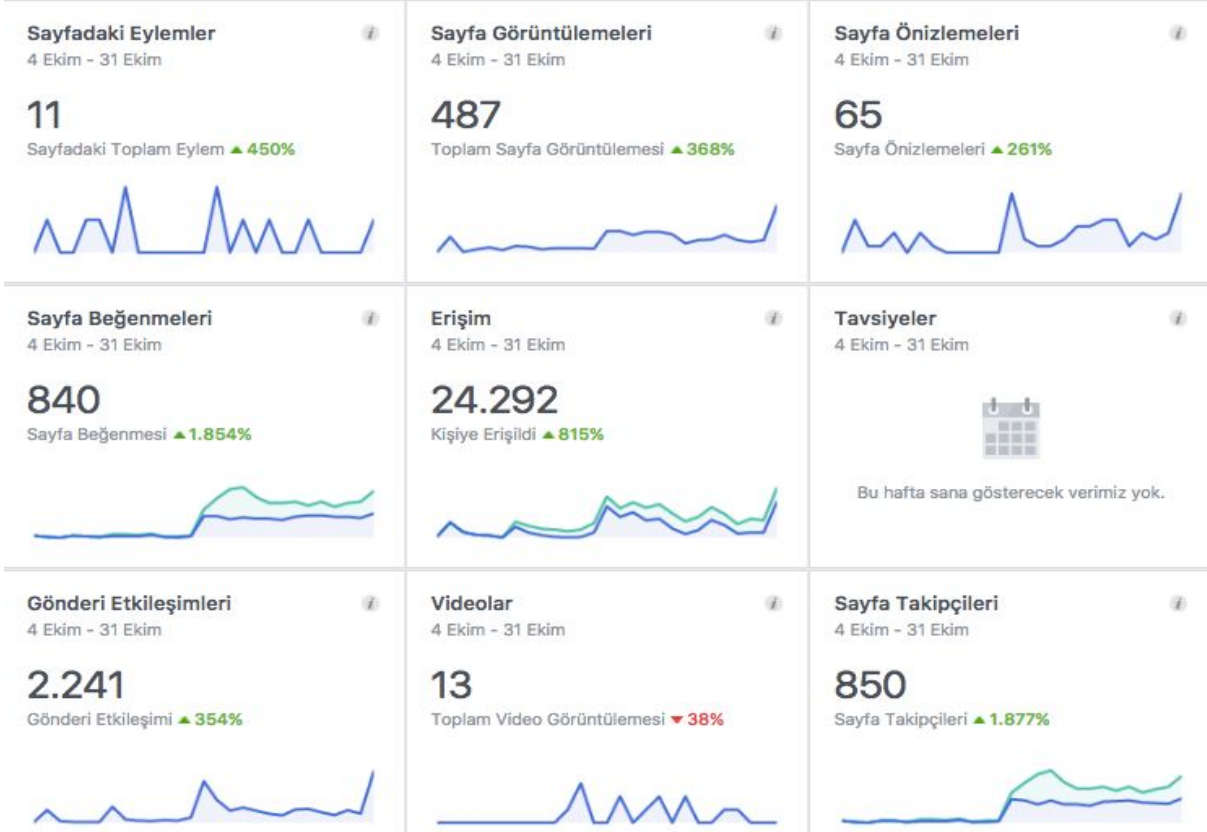 Sayfadaki Eylemler
4 Ekim - 31 Ekim
11
Sayfadaki Toplam Eylem ▲ 450%
Sayfa Görüntülemeleri
4 Ekim - 31 Ekim
487
Toplam Sayfa Görüntülemesi ▲ 368%
Sayfa Önizlemeleri
4 Ekim - 31 Ekim
65
Sayfa Önizlemeleri ▲ 261%
Sayfa Beğenmeleri
4 Ekim - 31 Ekim
840
Sayfa Beğenmesi ▲ 1.854%
Erişim
4 Ekim - 31 Ekim
24.292
Kişiye Erişildi ▲ 815%
Tavsiyeler
4 Ekim - 31 Ekim
Bu hafta sana gösterecek verimiz yok.
Gönderi Etkileşimleri
4 Ekim - 31 Ekim
2.241
Gönderi Etkileşimi ▲ 354%
Videolar
4 Ekim - 31 Ekim
13
Toplam Video Görüntülemesi ▼ 38%
Sayfa Takipçileri
4 Ekim - 31 Ekim
850
Sayfa Takipçileri ▲ 1.877%